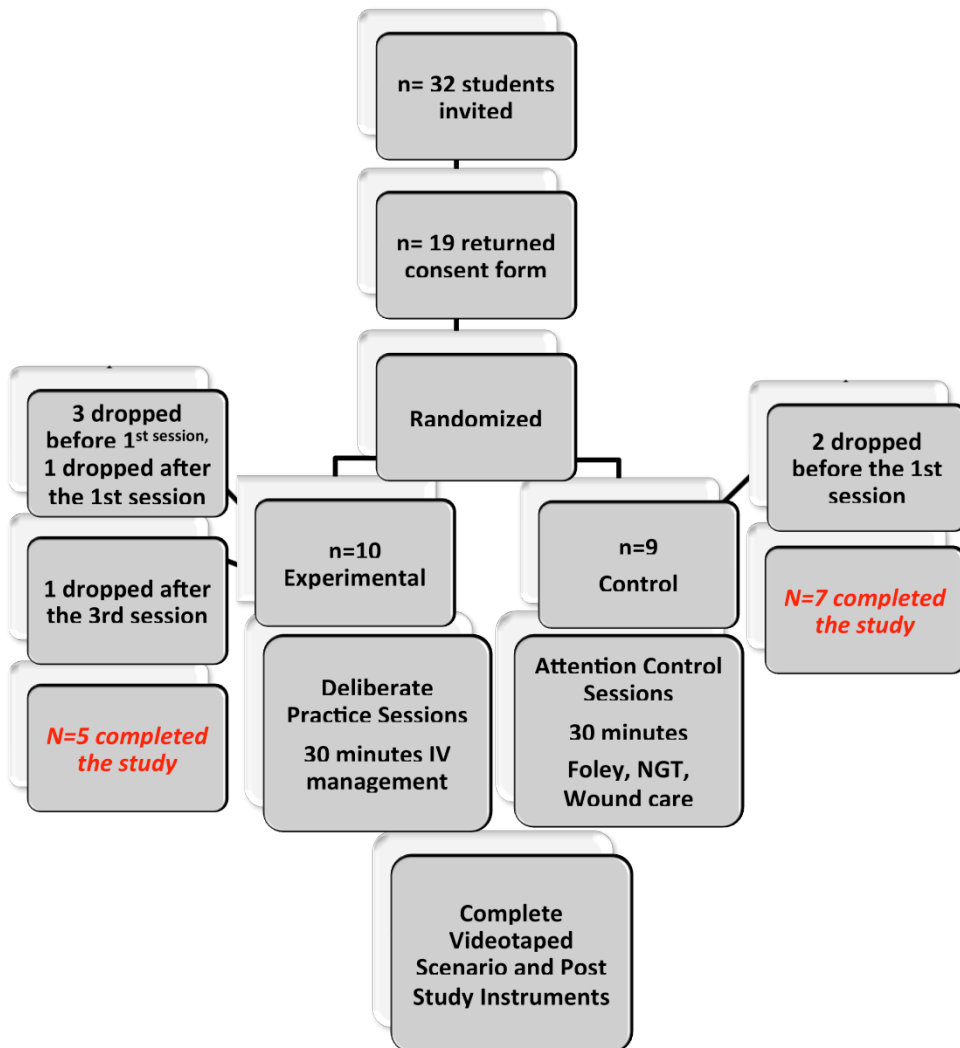 n= 32 students
invited
n= 19 returned
consent form
Randomized
3 dropped
before 1st session,
1 dropped after
the 1st session
2 dropped
before the 1st
session
n=10
Experimental
n=9
Control
1 dropped after
the 3rd session
N=7 completed
the study
N=5 completed
the study
Deliberate
Practice Sessions
30 minutes IV
management
Attention Control
Sessions
30 minutes
Foley, NGT,
Wound care
Complete
Videotaped
Scenario and Post
Study Instruments